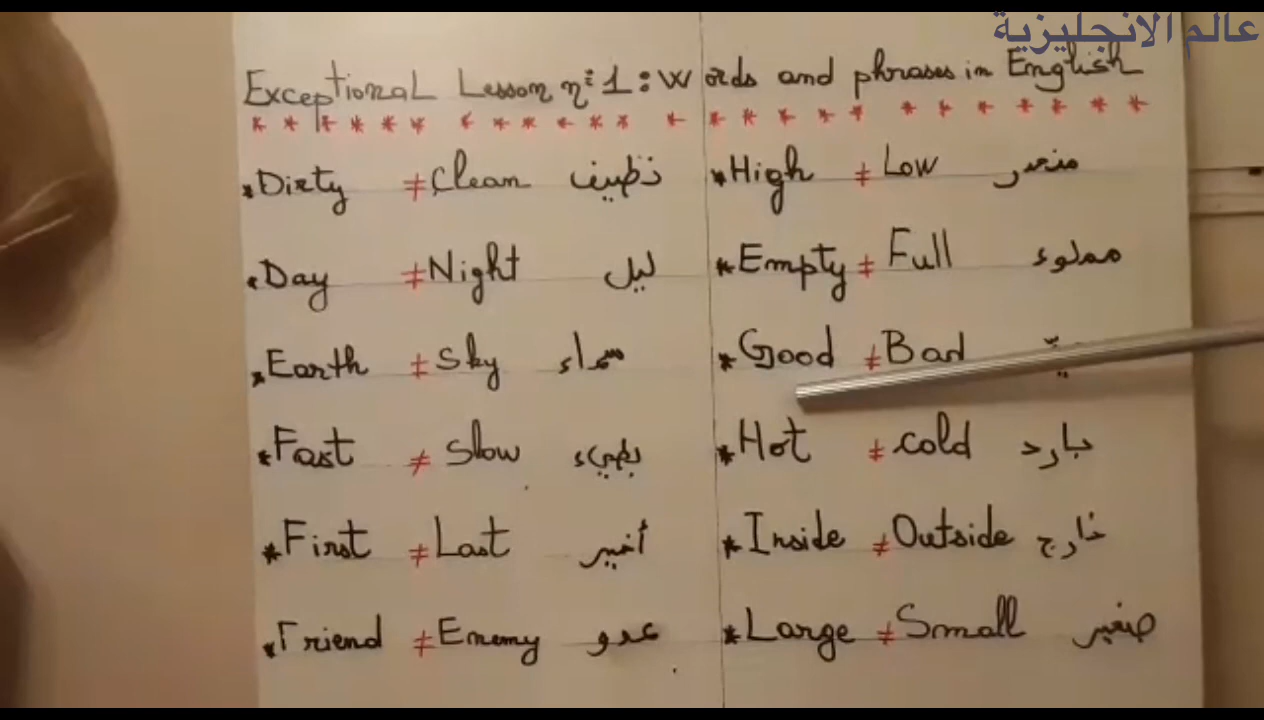 عالم الانجليزية
Exceptional Lesson n° 1 : Words and phrases in English
* Dirty ≠ Clean نظيف
* Day ≠ Night ليل
* Earth ≠ Sky سماء
* Fast ≠ Slow بطيء
* First ≠ Last أخير
* Friend ≠ Enemy عدو
* High ≠ Low
* Empty ≠ Full مملوء
* Good ≠ Bad
* Hot ≠ cold بارد
* Inside ≠ Outside خارج
* Large ≠ Small صغير